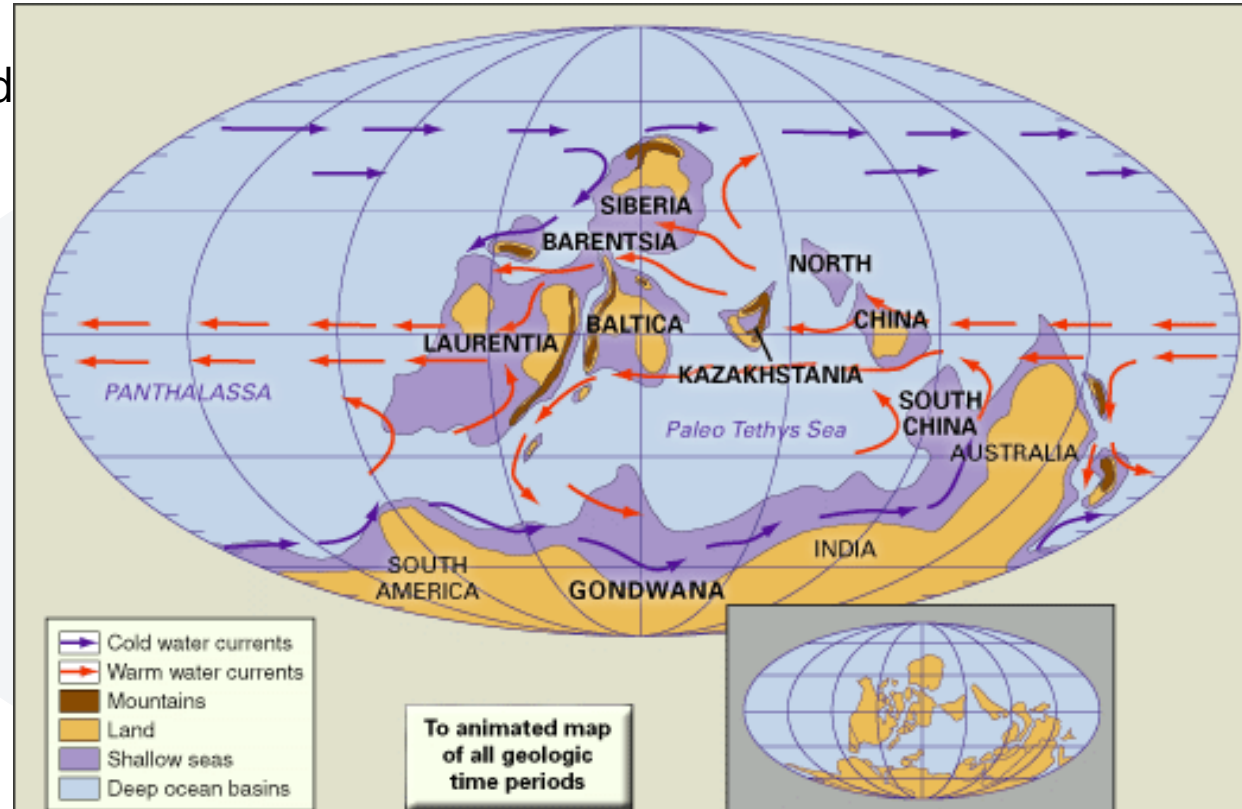 d
SIBERIA
BARENTSIA
NORTH
CHINA
BALTICA
LAURENTIA
KAZAKHSTANIA
PANTHALASSA
SOUTH
CHINA
Paleo Tethys Sea
AUSTRALIA
INDIA
SOUTH
AMERICA
GONDWANA
Cold water currents
Warm water currents
Mountains
Land
Shallow seas
Deep ocean basins
To animated map
of all geologic
time periods